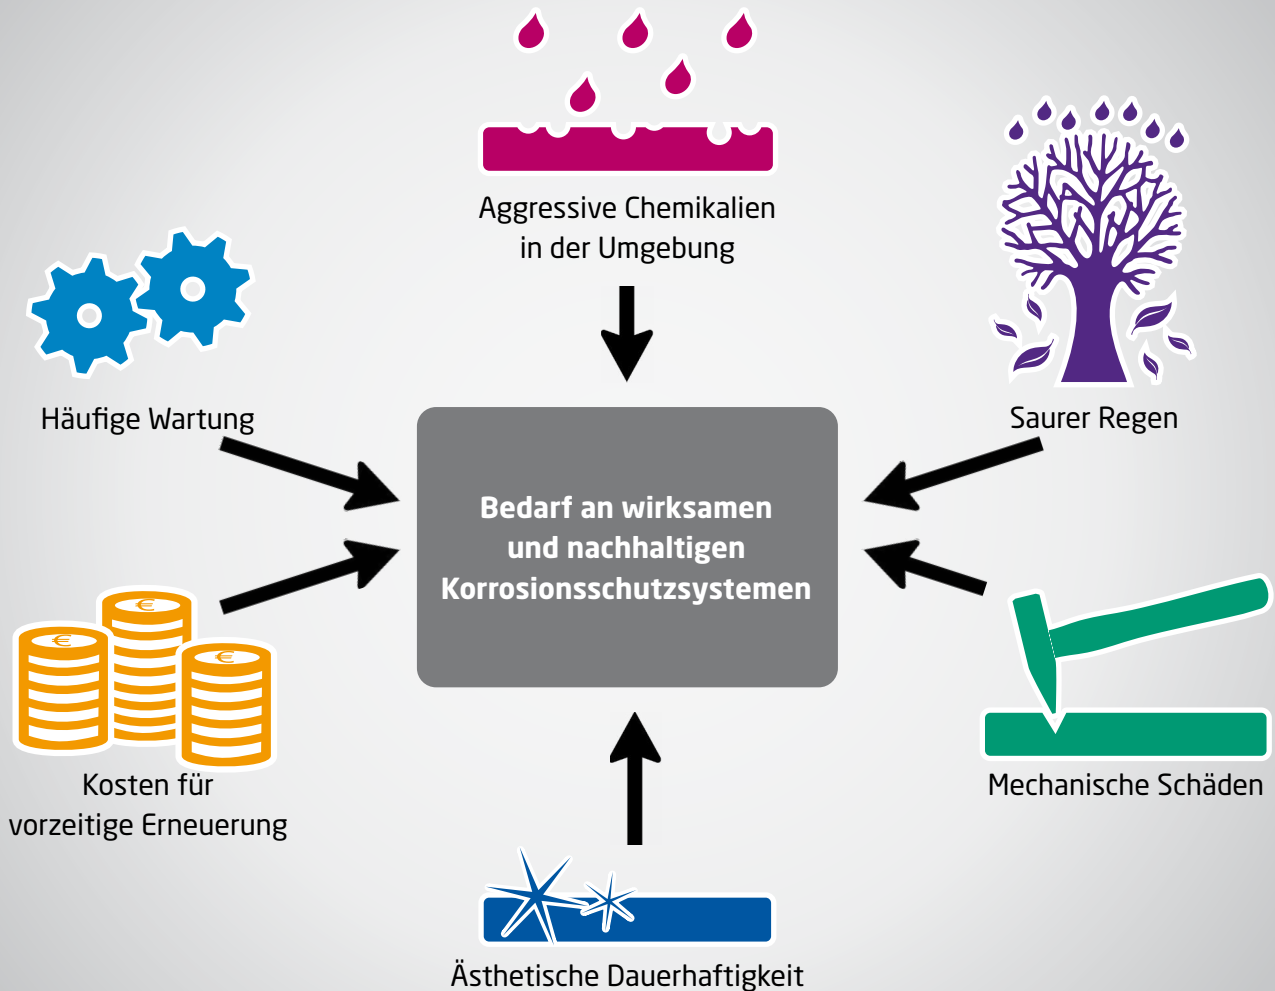 Aggressive Chemikalien
in der Umgebung
Häufige Wartung
Saurer Regen
Bedarf an wirksamen
und nachhaltigen
Korrosionsschutzsystemen
€
€
€
Kosten für
vorzeitige Erneuerung
Mechanische Schäden
Ästhetische Dauerhaftigkeit